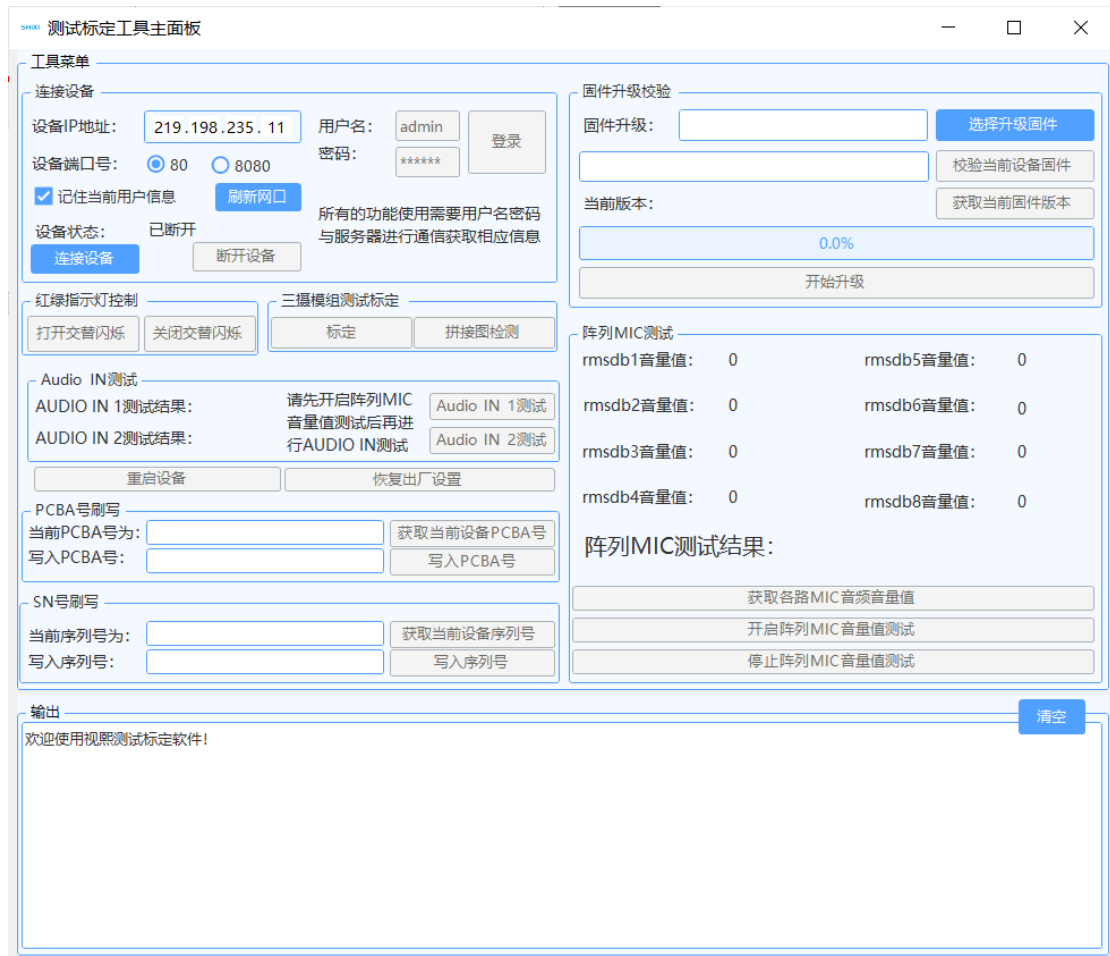 SHIXI 测试标定工具主面板
工具菜单
连接设备
设备IP地址: 219.198.235. 11
用户名: admin
密码: ******
登录
设备端口号: 80 8080
记住当前用户信息
刷新网口
所有的功能使用需要用户名密码
与服务器进行通信获取相应信息
设备状态: 已断开
连接设备
断开设备
固件升级校验
固件升级:
选择升级固件
校验当前设备固件
当前版本:
获取当前固件版本
0.0%
开始升级
红绿指示灯控制
打开交替闪烁
关闭交替闪烁
三摄模组测试标定
标定
拼接图检测
Audio IN测试
AUDIO IN 1测试结果:
AUDIO IN 2测试结果:
请先开启阵列MIC
音量值测试后再进
行AUDIO IN测试
Audio IN 1测试
Audio IN 2测试
重启设备
恢复出厂设置
PCBA号刷写
当前PCBA号为:
获取当前设备PCBA号
写入PCBA号:
写入PCBA号
SN号刷写
当前序列号为:
获取当前设备序列号
写入序列号:
写入序列号
阵列MIC测试
rmsdb1音量值: 0
rmsdb5音量值: 0
rmsdb2音量值: 0
rmsdb6音量值: 0
rmsdb3音量值: 0
rmsdb7音量值: 0
rmsdb4音量值: 0
rmsdb8音量值: 0
阵列MIC测试结果:
获取各路MIC音频音量值
开启阵列MIC音量值测试
停止阵列MIC音量值测试
输出
清空
欢迎使用视熙测试标定软件!